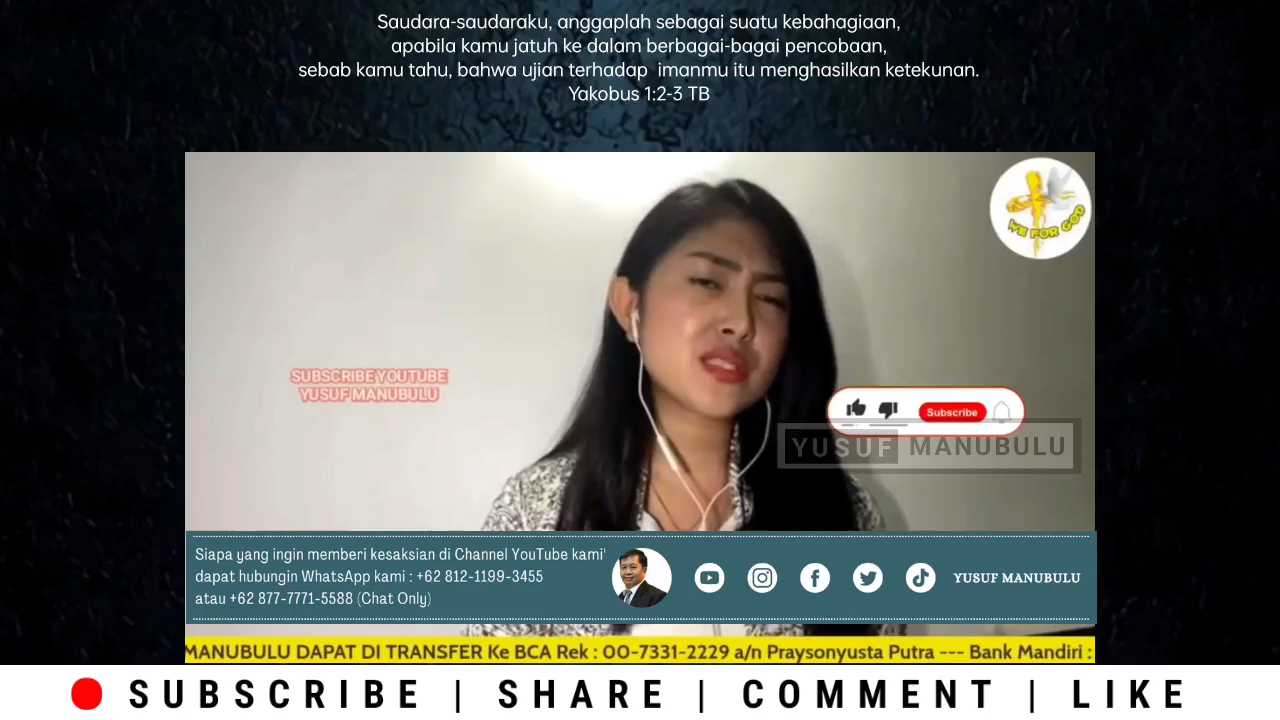 Saudara-saudaraku, anggaplah sebagai suatu kebahagiaan,
apabila kamu jatuh ke dalam berbagai-bagai pencobaan,
sebab kamu tahu, bahwa ujian terhadap imanmu itu menghasilkan ketekunan.
Yakobus 1:2-3 TB
WE FOR GOD
SUBSCRIBE YOUTUBE
YUSUF MANUBULU
Subscribe
YUSUF MANUBULU
Siapa yang ingin memberi kesaksian di Channel YouTube kami'
dapat hubungin WhatsApp kami : +62 812-1199-3455
atau +62 877-7771-5588 (Chat Only)
YUSUF MANUBULU
MANUBULU DAPAT DI TRANSFER Ke BCA Rek : 00-7331-2229 a/n Praysonyusta Putra --- Bank Mandiri :
SUBSCRIBE | SHARE | COMMENT | LIKE